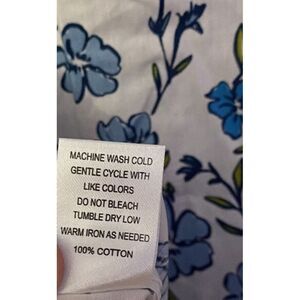 MACHINE WASH COLD
GENTLE CYCLE WITH
LIKE COLORS
DO NOT BLEACH
TUMBLE DRY LOW
WARM IRON AS NEEDED
100% COTTON